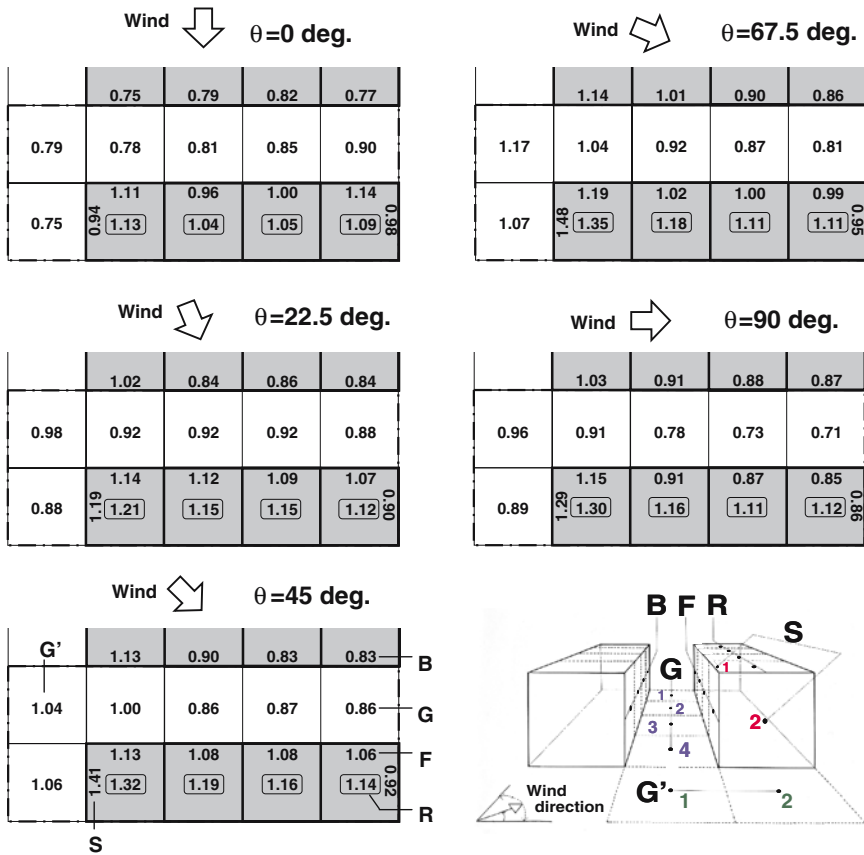 Wind θ=0 deg.
0.75 0.79 0.82 0.77
0.79 0.78 0.81 0.85 0.90
1.11 0.96 1.00 1.14
0.75 0.94 1.13 1.04 1.05 1.09 0.98
Wind θ=67.5 deg.
1.14 1.01 0.90 0.86
1.17 1.04 0.92 0.87 0.81
1.19 1.02 1.00 0.99
1.07 1.48 1.35 1.18 1.11 1.11 0.95
Wind θ=22.5 deg.
1.02 0.84 0.86 0.84
0.98 0.92 0.92 0.92 0.88
1.14 1.12 1.09 1.07
0.88 1.19 1.21 1.15 1.15 1.12 0.90
Wind θ=90 deg.
1.03 0.91 0.88 0.87
0.96 0.91 0.78 0.73 0.71
1.15 0.91 0.87 0.85
0.89 1.29 1.30 1.16 1.11 1.12 0.86
Wind θ=45 deg.
G' 1.13 0.90 0.83 0.83 B
1.04 1.00 0.86 0.87 0.86 G
1.13 1.08 1.08 1.06 F
1.06 1.41 1.32 1.19 1.16 1.14 0.92 R
S
B F R
S
G 1
1
2 2
3
4
Wind
direction
G' 1 2